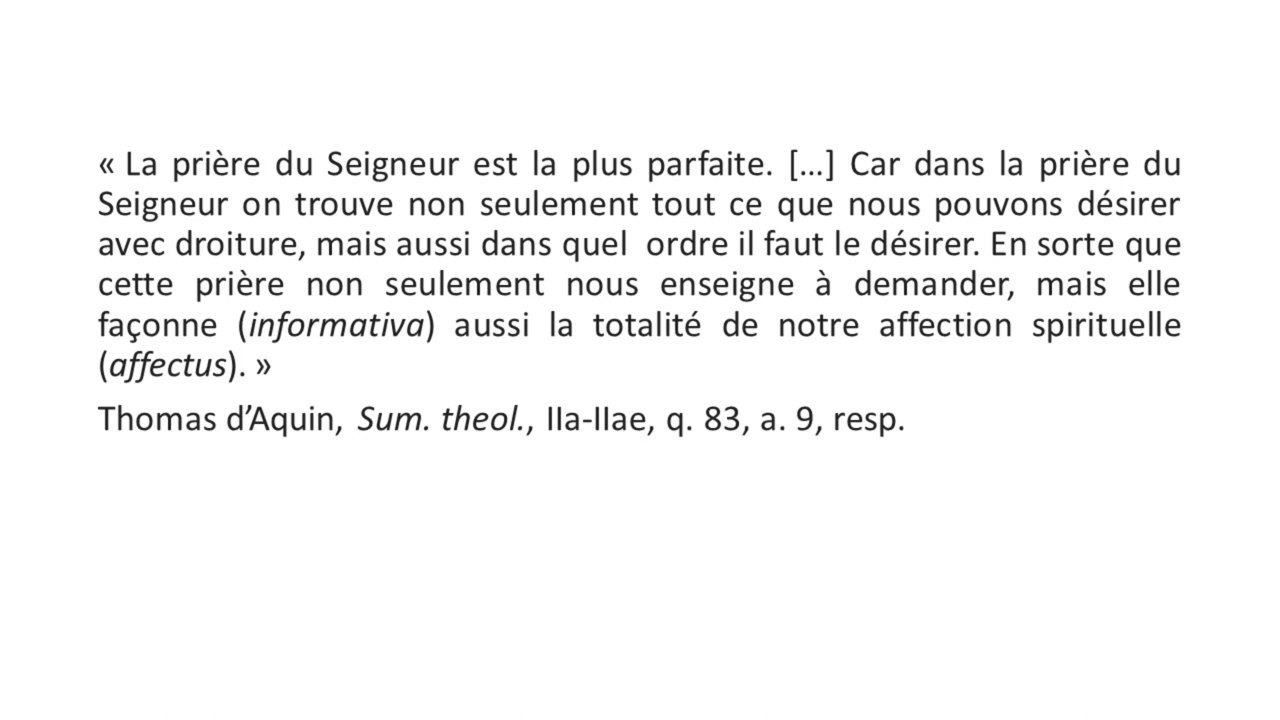 « La prière du Seigneur est la plus parfaite. […] Car dans la prière du
Seigneur on trouve non seulement tout ce que nous pouvons désirer
avec droiture, mais aussi dans quel ordre il faut le désirer. En sorte que
cette prière non seulement nous enseigne à demander, mais elle
façonne (informativa) aussi la totalité de notre affection spirituelle
(affectus). »
Thomas d’Aquin, Sum. theol., IIa-IIae, q. 83, a. 9, resp.